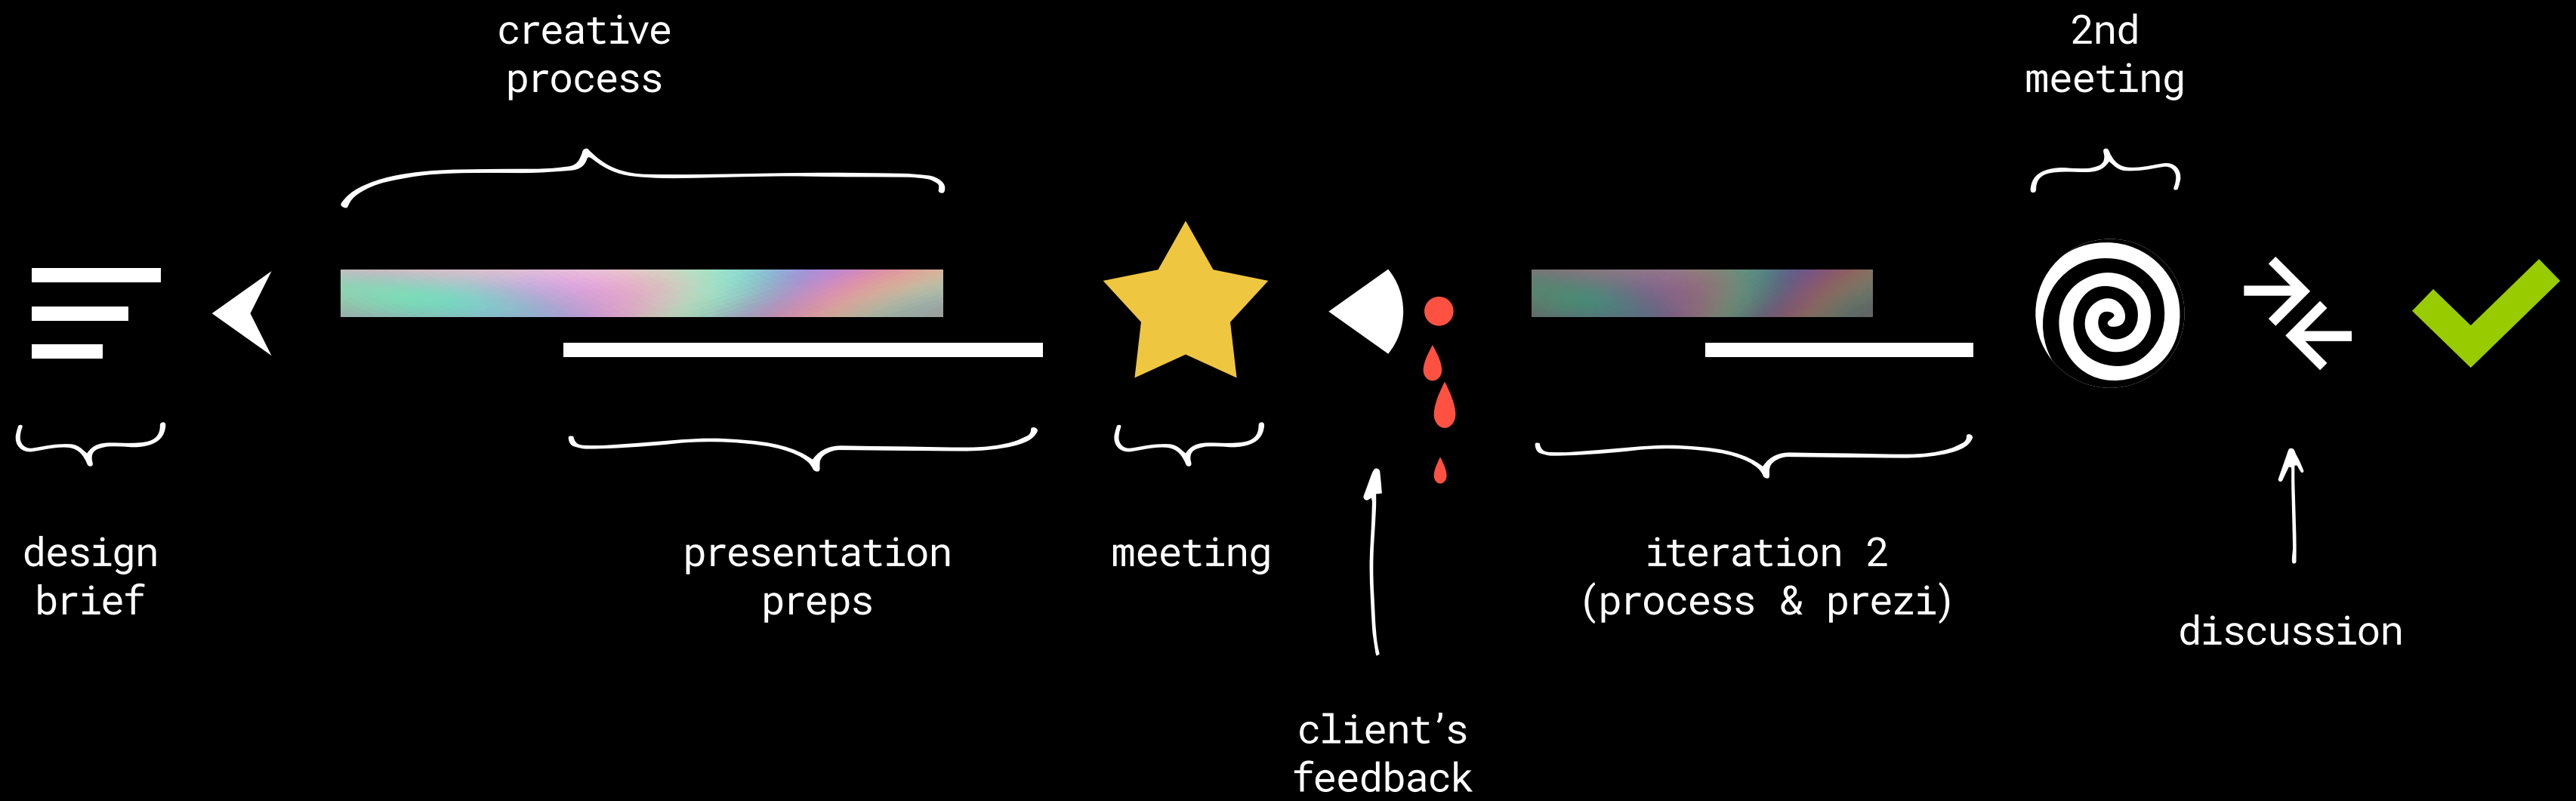 creative
process
2nd
meeting
design
brief
presentation
preps
meeting
iteration 2
(process & prezi)
discussion
client’s
feedback